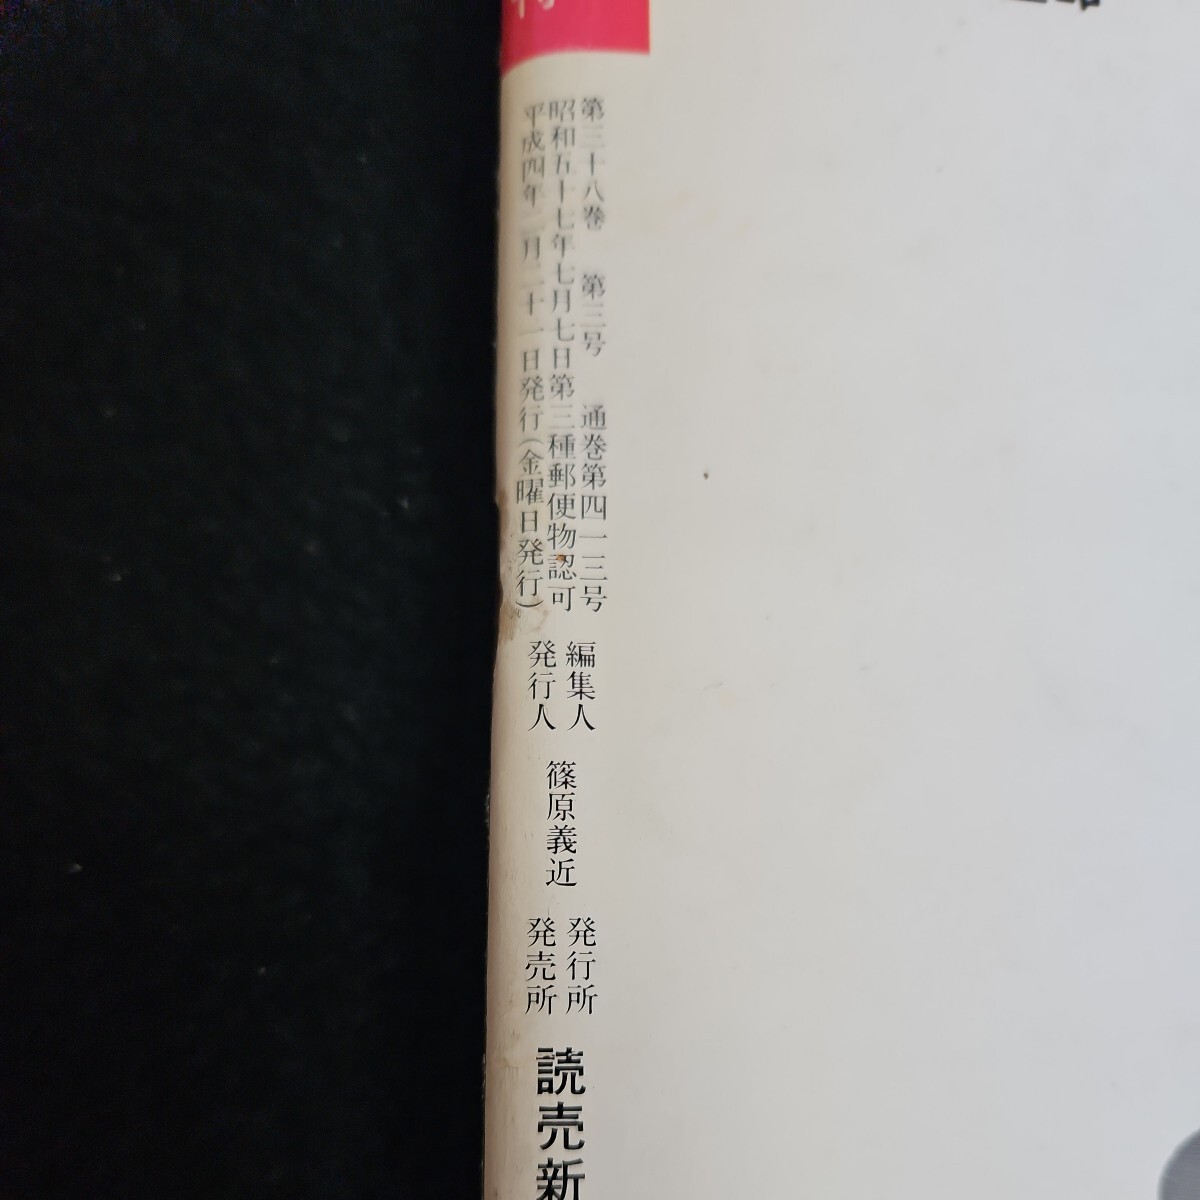 第三十八巻　第三号　通巻第四一三号
昭和五十七年七月七日第三種郵便物認可
平成四年二月二十一日発行(金曜日発行)
編集人
発行人
篠原義近
発行所
発売所
読売新